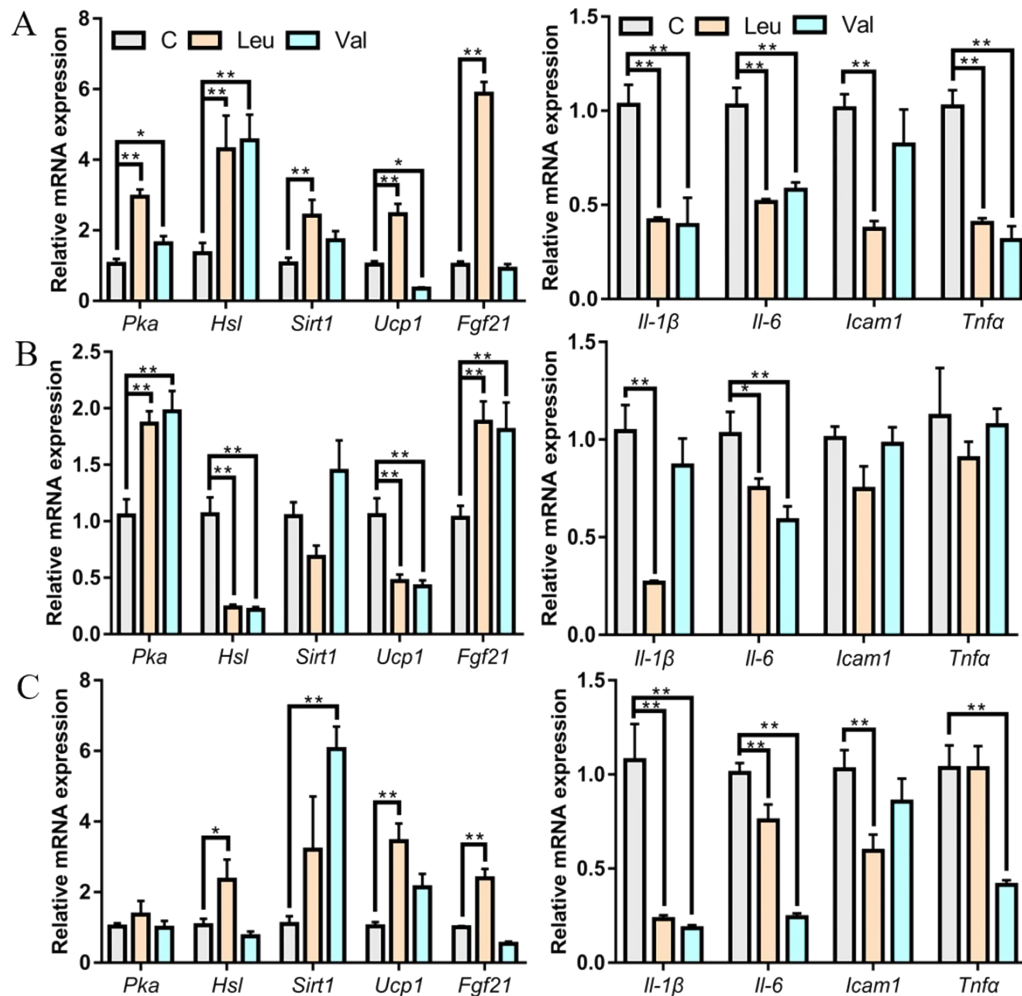 A
C Leu Val
Relative mRNA expression
8
6
4
2
0
** * ** ** ** ** * **
Pka Hsl Sirt1 Ucp1 Fgf21
C Leu Val
Relative mRNA expression
1.5
1.0
0.5
0.0
** ** ** ** ** ** **
Il-1β Il-6 Icam1 Tnfα
B
Relative mRNA expression
2.5
2.0
1.5
1.0
0.5
0.0
** ** ** ** ** ** ** **
Pka Hsl Sirt1 Ucp1 Fgf21
Relative mRNA expression
1.5
1.0
0.5
0.0
** * **
Il-1β Il-6 Icam1 Tnfα
C
Relative mRNA expression
8
6
4
2
0
* ** ** **
Pka Hsl Sirt1 Ucp1 Fgf21
Relative mRNA expression
1.5
1.0
0.5
0
** ** ** ** ** **
Il-1β Il-6 Icam1 Tnfα